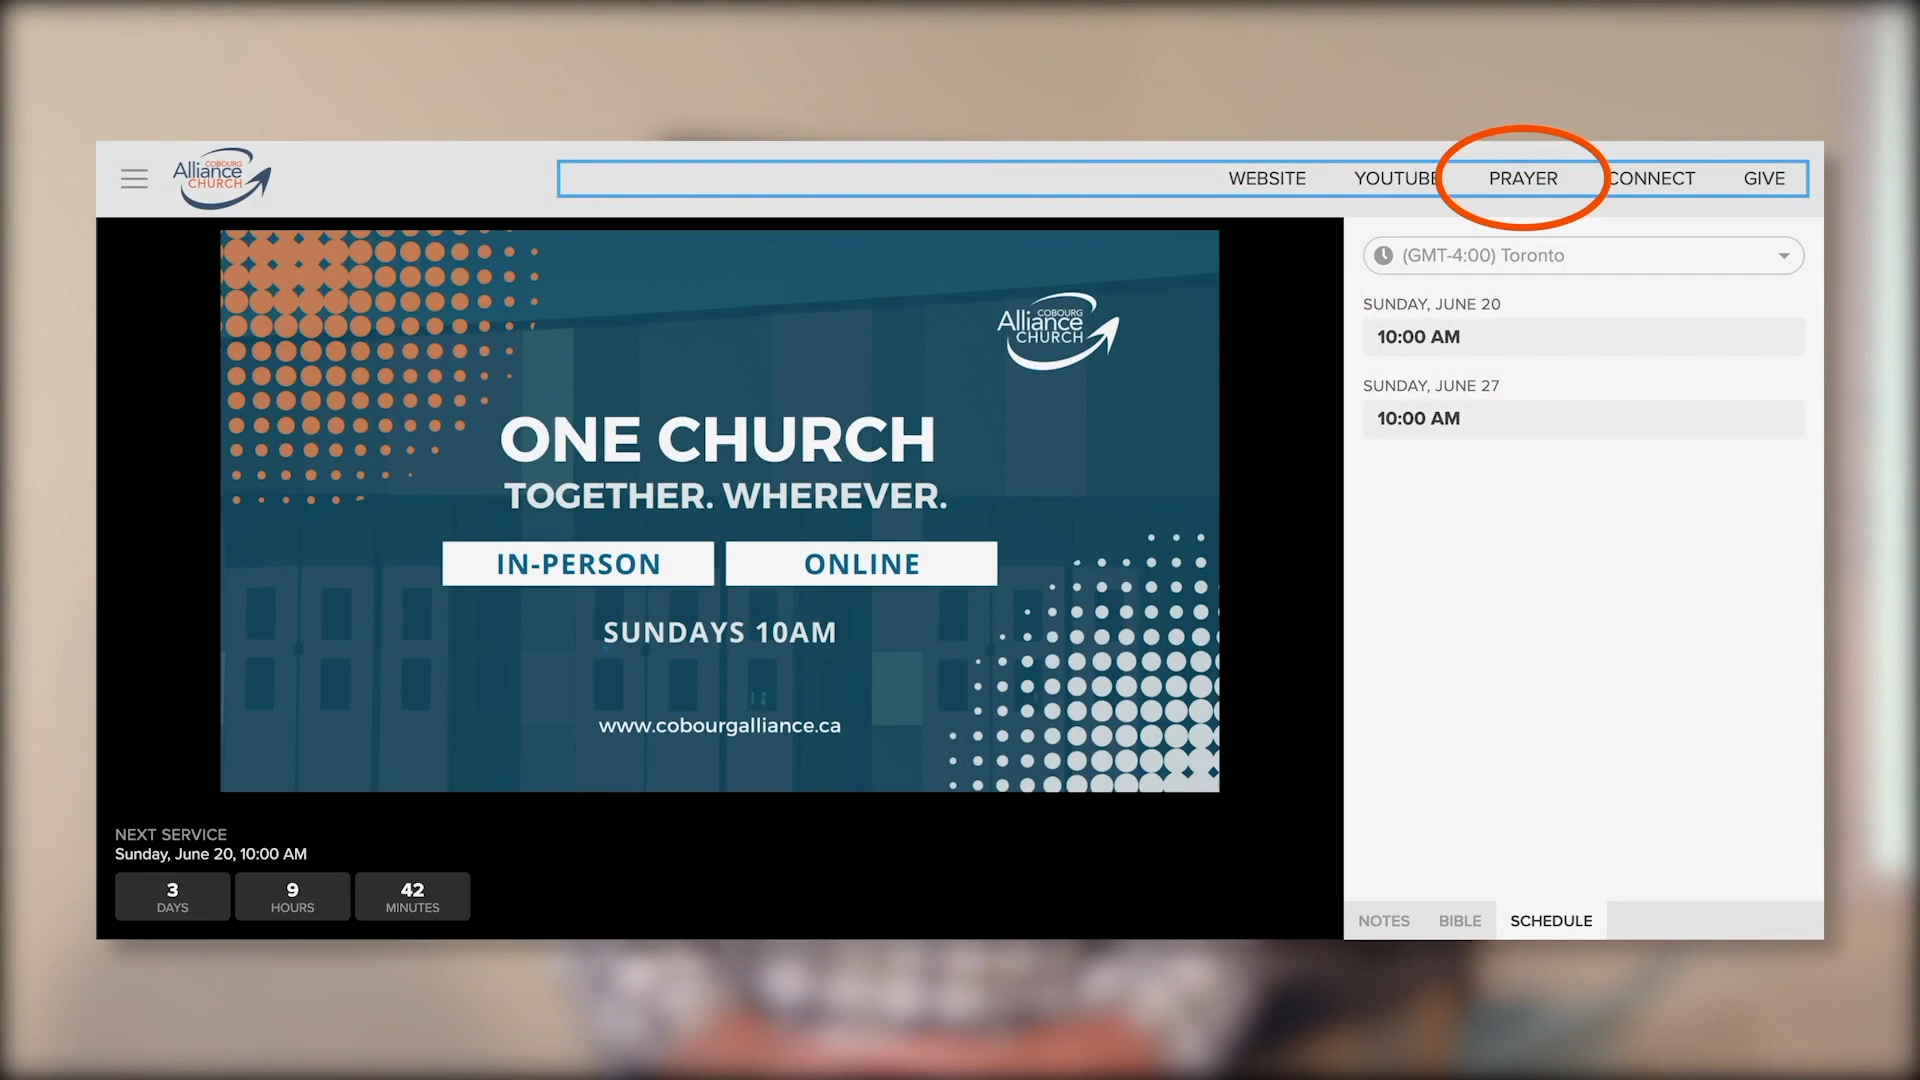 COBOURG
Alliance
CHURCH
WEBSITE
YOUTUBE
PRAYER
CONNECT
GIVE
COBOURG
Alliance
CHURCH
ONE CHURCH
TOGETHER. WHEREVER.
IN-PERSON
ONLINE
SUNDAYS 10AM
www.cobourgalliance.ca
NEXT SERVICE
Sunday, June 20, 10:00 AM
3
DAYS
9
HOURS
42
MINUTES
(GMT-4:00) Toronto
SUNDAY, JUNE 20
10:00 AM
SUNDAY, JUNE 27
10:00 AM
NOTES
BIBLE
SCHEDULE